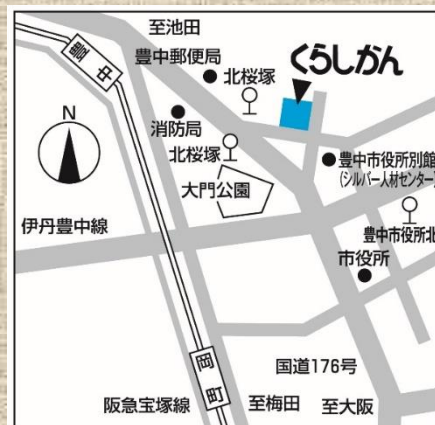 至池田
豊中
豊中郵便局
北桜塚
くらしかん
N
消防局
北桜塚
豊中市役所別館
(シルバー人材センター)
大門公園
伊丹豊中線
豊中市役所北
市役所
国道176号
岡町
阪急宝塚線
至梅田
至大阪